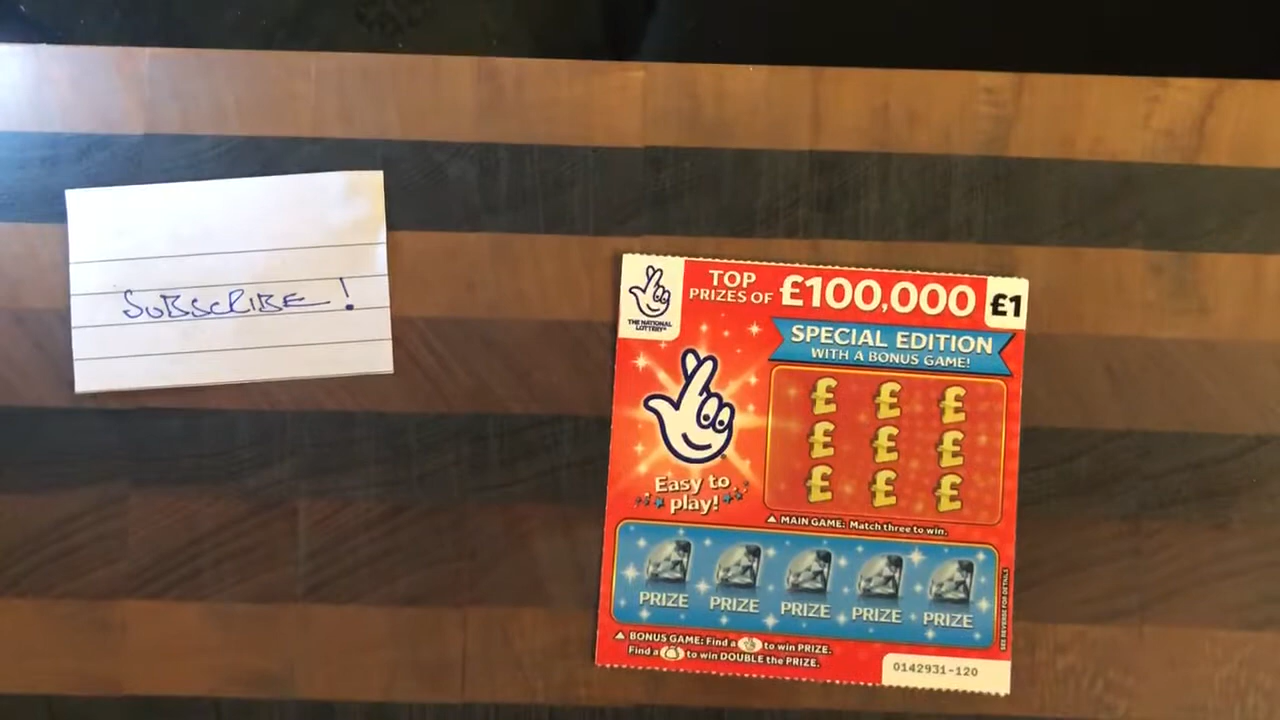 SUBSCRIBE !
THE NATIONAL
LOTTERY®
TOP
PRIZES OF £100,000
£1
SPECIAL EDITION
WITH A BONUS GAME!
£ £ £
£ £ £
£ £ £
Easy to
play!
▲ MAIN GAME: Match three to win.
PRIZE PRIZE PRIZE PRIZE PRIZE
SEE REVERSE FOR DETAILS
▲ BONUS GAME: Find a to win PRIZE.
Find a to win DOUBLE the PRIZE.
0142931-120